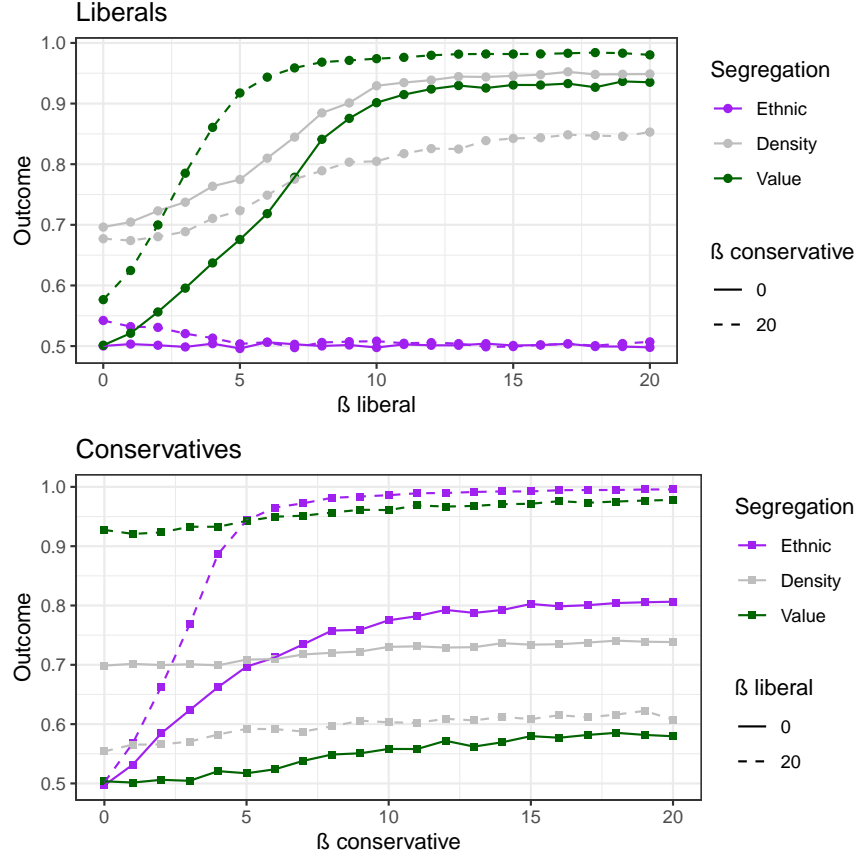 Liberals
1.0
0.9
0.8
0.7
0.6
0.5
Outcome
0 5 10 15 20
ß liberal
Segregation
Ethnic
Density
Value
ß conservative
0
20
Conservatives
1.0
0.9
0.8
0.7
0.6
0.5
Outcome
0 5 10 15 20
ß conservative
Segregation
Ethnic
Density
Value
ß liberal
0
20